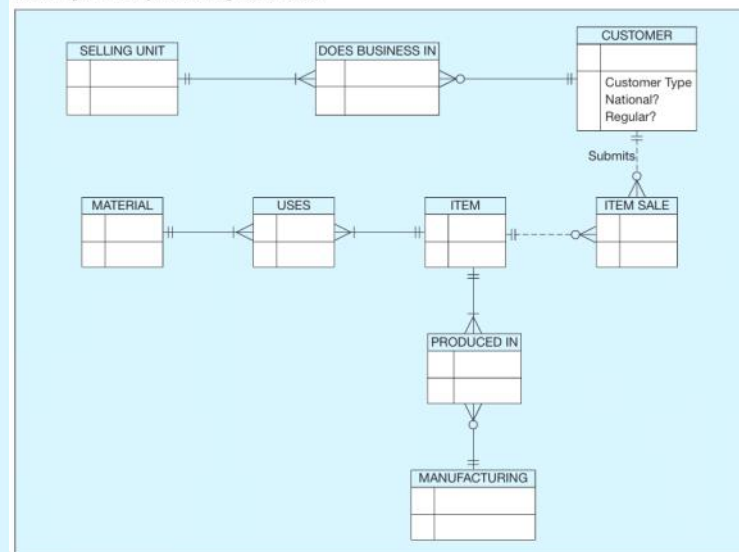 SELLING UNIT
DOES BUSINESS IN
CUSTOMER
Customer Type
National?
Regular?
Submits
MATERIAL
USES
ITEM
ITEM SALE
PRODUCED IN
MANUFACTURING